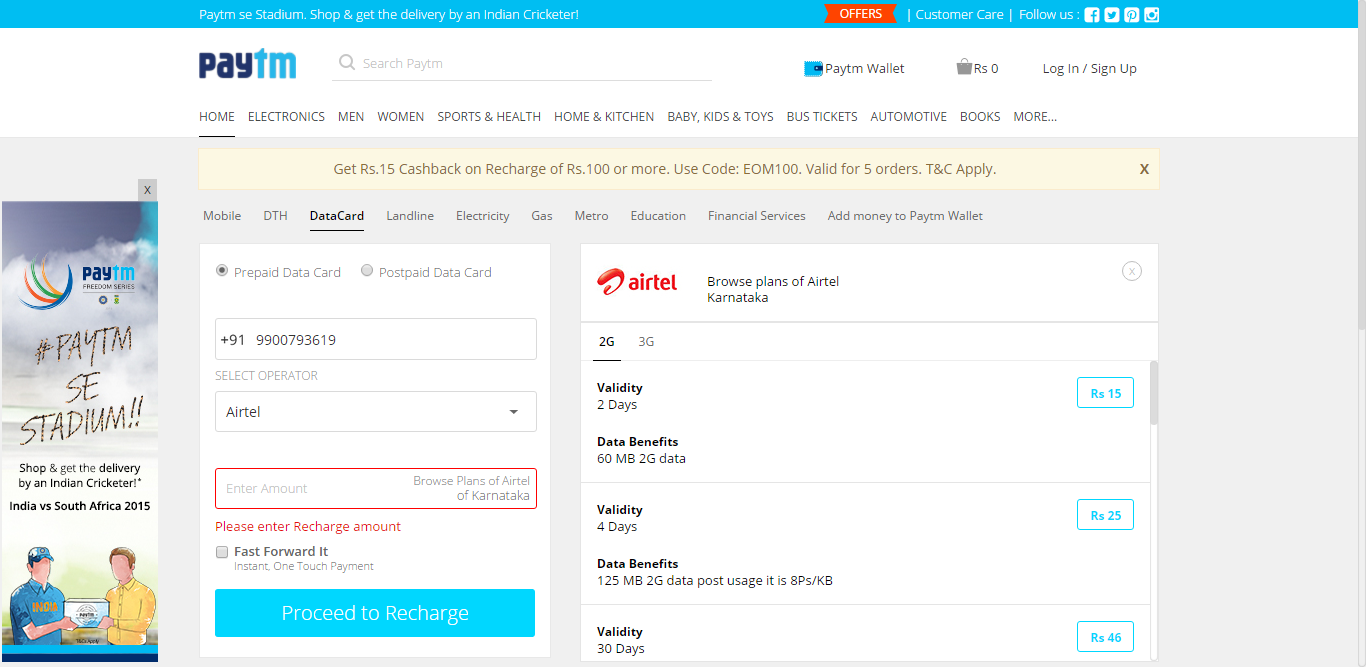 Paytm se Stadium. Shop & get the delivery by an Indian Cricketer!
OFFERS | Customer Care | Follow us :
paytm
Search Paytm
Paytm Wallet
Rs 0
Log In / Sign Up
HOME ELECTRONICS MEN WOMEN SPORTS & HEALTH HOME & KITCHEN BABY, KIDS & TOYS BUS TICKETS AUTOMOTIVE BOOKS MORE...
Get Rs.15 Cashback on Recharge of Rs.100 or more. Use Code: EOM100. Valid for 5 orders. T&C Apply. X
X
paytm
FREEDOM SERIES
#PAYTM
SE
STADIUM!!
Shop & get the delivery
by an Indian Cricketer!*
India vs South Africa 2015
INDIA
PAYTM
Mobile DTH DataCard Landline Electricity Gas Metro Education Financial Services Add money to Paytm Wallet
Prepaid Data Card Postpaid Data Card
+91 9900793619
SELECT OPERATOR
Airtel
Enter Amount
Browse Plans of Airtel
of Karnataka
Please enter Recharge amount
Fast Forward It
Instant, One Touch Payment
Proceed to Recharge
airtel
Browse plans of Airtel
Karnataka
X
2G 3G
Validity
2 Days
Rs 15
Data Benefits
60 MB 2G data
Validity
4 Days
Rs 25
Data Benefits
125 MB 2G data post usage it is 8Ps/KB
Validity
30 Days
Rs 46